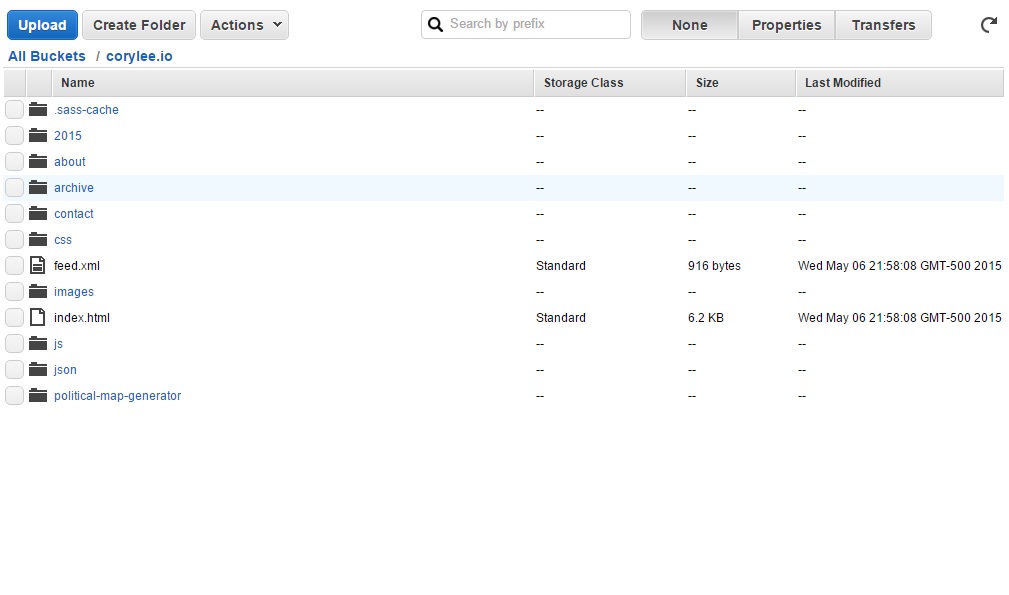 Upload Create Folder Actions Search by prefix None Properties Transfers
All Buckets / corylee.io
Name Storage Class Size Last Modified
.sass-cache -- -- --
2015 -- -- --
about -- -- --
archive -- -- --
contact -- -- --
css -- -- --
feed.xml Standard 916 bytes Wed May 06 21:58:08 GMT-500 2015
images -- -- --
index.html Standard 6.2 KB Wed May 06 21:58:08 GMT-500 2015
js -- -- --
json -- -- --
political-map-generator -- -- --